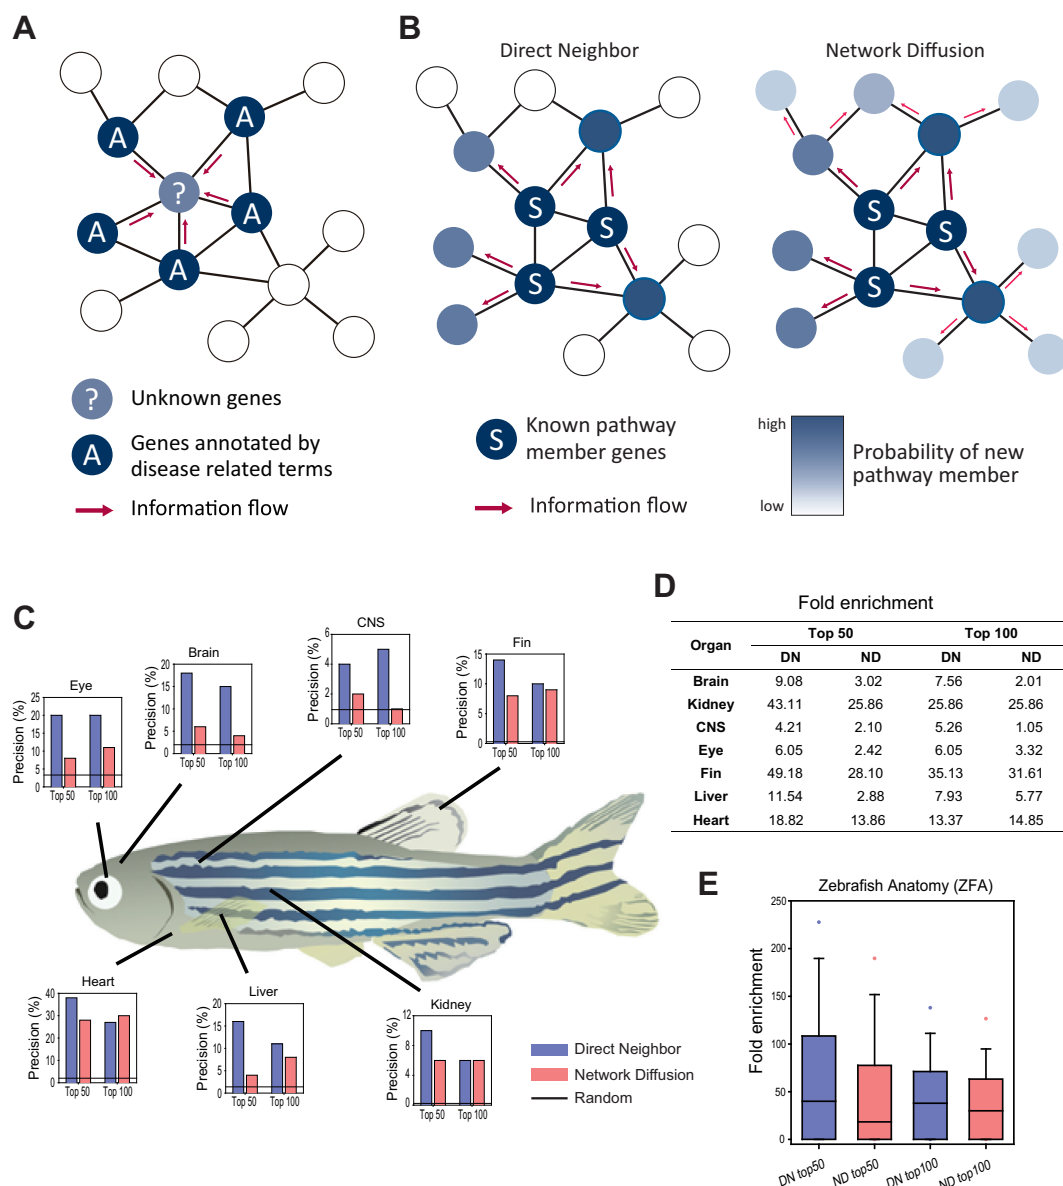 A
A
A
?
A
A
A
?
Unknown genes
A
Genes annotated by
disease related terms
Information flow
B
Direct Neighbor
Network Diffusion
S
S
S
S
S
S
S
Known pathway
member genes
Information flow
high
low
Probability of new
pathway member
C
Eye
Precision (%)
25
20
15
10
5
0
Top 50
Top 100
Brain
Precision (%)
20
15
10
5
0
Top 50
Top 100
CNS
Precision (%)
6
4
2
0
Top 50
Top 100
Fin
Precision (%)
15
10
5
0
Top 50
Top 100
Heart
Precision (%)
40
30
20
10
0
Top 50
Top 100
Liver
Precision (%)
20
15
10
5
0
Top 50
Top 100
Kidney
Precision (%)
12
8
4
0
Top 50
Top 100
Direct Neighbor
Network Diffusion
Random
D
Fold enrichment
Organ Top 50 Top 100
DN ND DN ND
Brain 9.08 3.02 7.56 2.01
Kidney 43.11 25.86 25.86 25.86
CNS 4.21 2.10 5.26 1.05
Eye 6.05 2.42 6.05 3.32
Fin 49.18 28.10 35.13 31.61
Liver 11.54 2.88 7.93 5.77
Heart 18.82 13.86 13.37 14.85
E
Zebrafish Anatomy (ZFA)
Fold enrichment
250
200
150
100
50
0
DN top50
ND top50
DN top100
ND top100